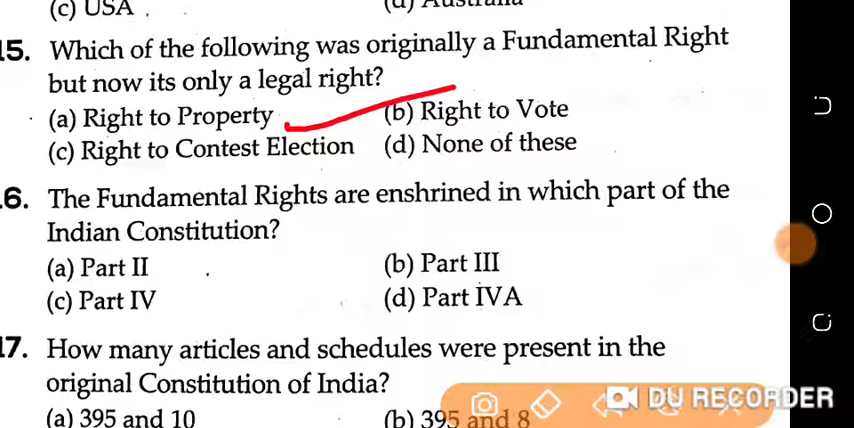 (c) USA . (d) Australia
15. Which of the following was originally a Fundamental Right
but now its only a legal right?
(a) Right to Property (b) Right to Vote
(c) Right to Contest Election (d) None of these
16. The Fundamental Rights are enshrined in which part of the
Indian Constitution?
(a) Part II (b) Part III
(c) Part IV (d) Part IVA
17. How many articles and schedules were present in the
original Constitution of India?
(a) 395 and 10 (b) 395 and 8
DU RECORDER